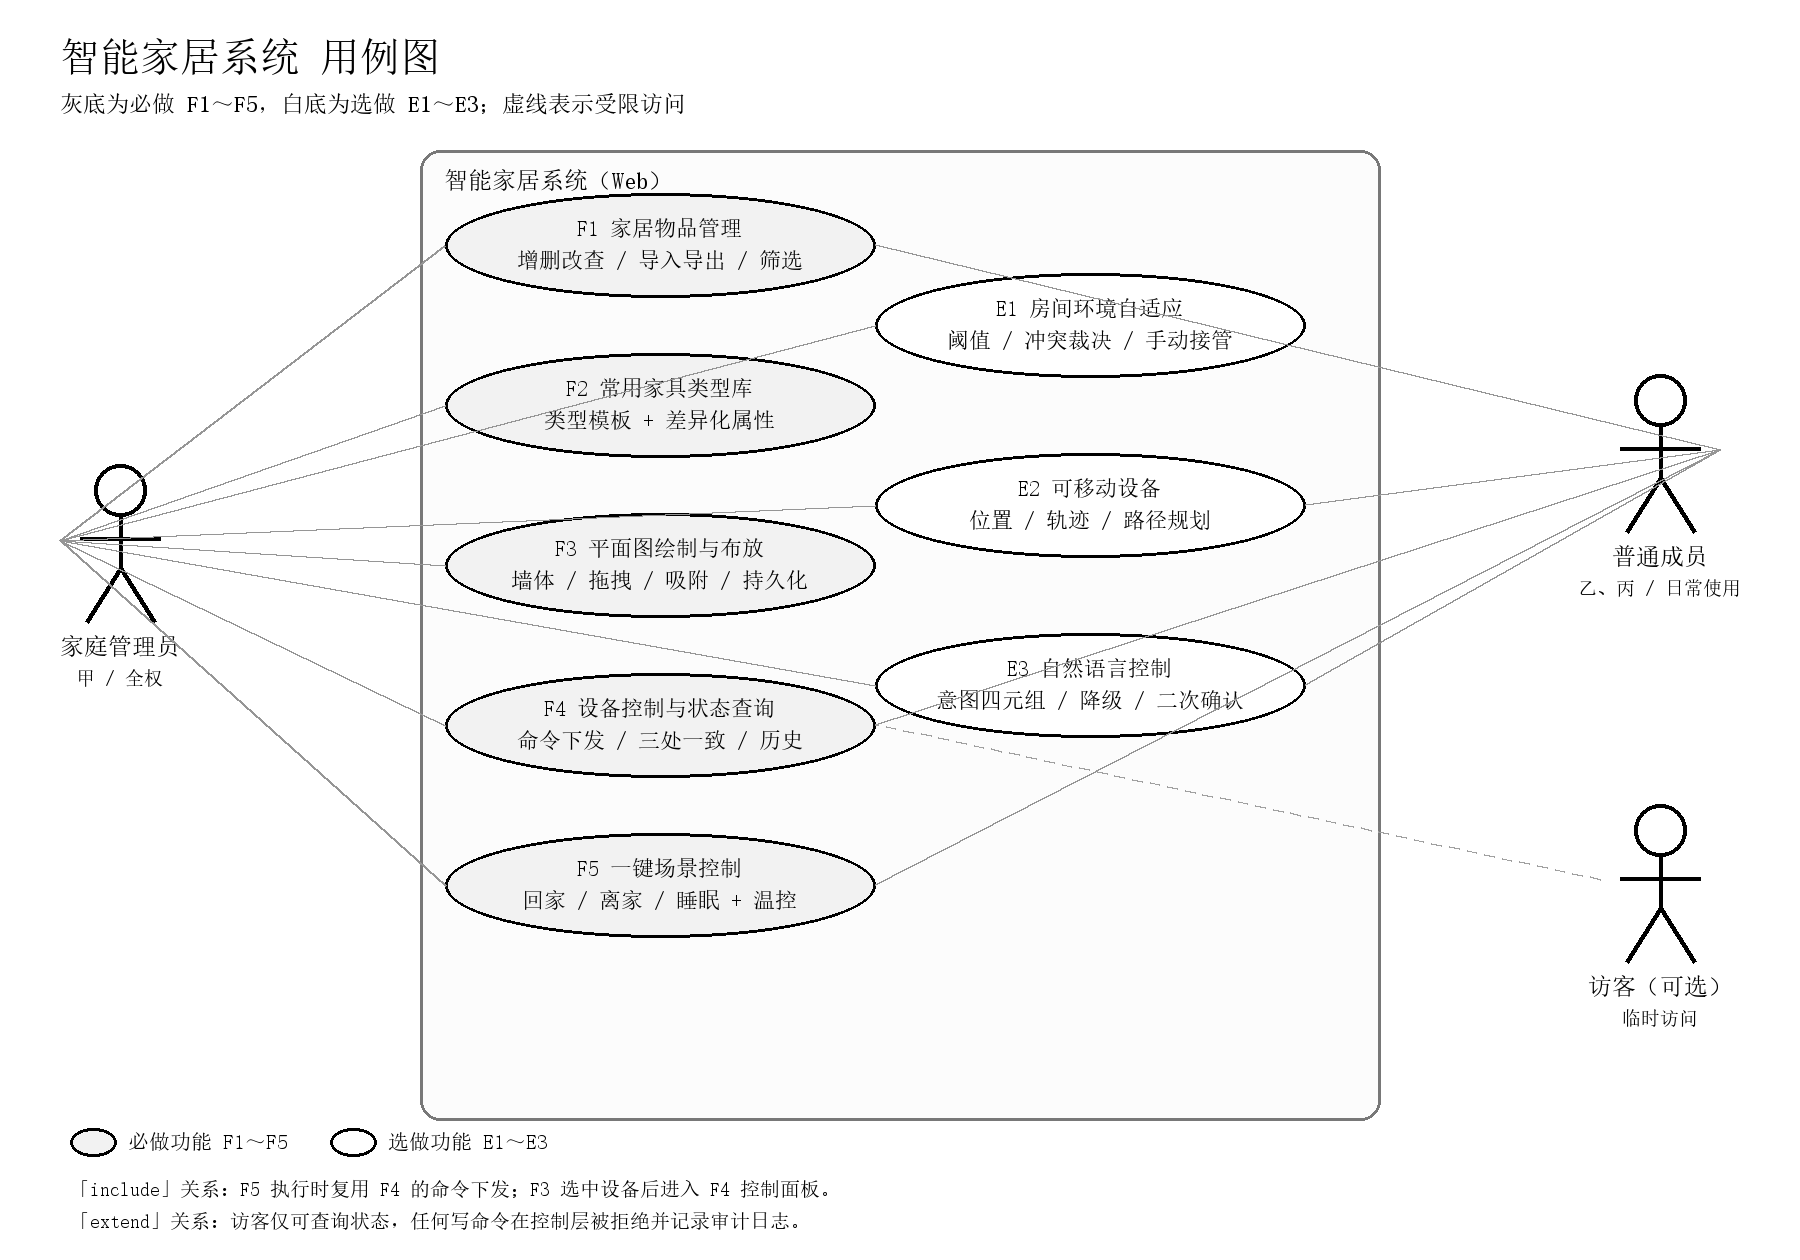 智能家居系统 用例图
灰底为必做 F1～F5，白底为选做 E1～E3；虚线表示受限访问
智能家居系统（Web）
F1 家居物品管理
增删改查 / 导入导出 / 筛选
E1 房间环境自适应
阈值 / 冲突裁决 / 手动接管
F2 常用家具类型库
类型模板 + 差异化属性
E2 可移动设备
位置 / 轨迹 / 路径规划
F3 平面图绘制与布放
墙体 / 拖拽 / 吸附 / 持久化
普通成员
乙、丙 / 日常使用
家庭管理员
甲 / 全权
E3 自然语言控制
意图四元组 / 降级 / 二次确认
F4 设备控制与状态查询
命令下发 / 三处一致 / 历史
F5 一键场景控制
回家 / 离家 / 睡眠 + 温控
访客（可选）
临时访问
必做功能 F1～F5
选做功能 E1～E3
「include」关系：F5 执行时复用 F4 的命令下发；F3 选中设备后进入 F4 控制面板。
「extend」关系：访客仅可查询状态，任何写命令在控制层被拒绝并记录审计日志。